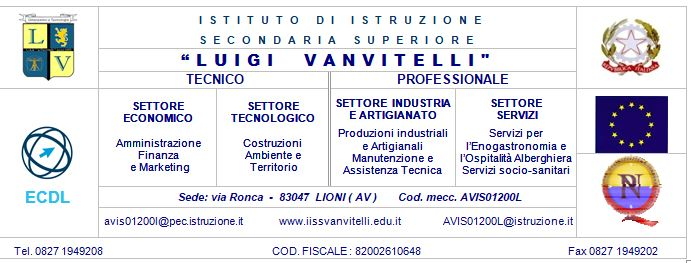 ISTITUTO DI ISTRUZIONE
SECONDARIA SUPERIORE
“LUIGI VANVITELLI"
TECNICO
PROFESSIONALE
SETTORE
ECONOMICO
Amministrazione
Finanza
e Marketing
SETTORE
TECNOLOGICO
Costruzioni
Ambiente e
Territorio
SETTORE INDUSTRIA
E ARTIGIANATO
Produzioni industriali
e Artigianali
Manutenzione e
Assistenza Tecnica
SETTORE
SERVIZI
Servizi per
l’Enogastronomia e
l’Ospitalità Alberghiera
Servizi socio-sanitari
L V
ECDL
Sede: via Ronca - 83047 LIONI ( AV ) Cod. mecc. AVIS01200L
avis01200l@pec.istruzione.it www.iissvanvitelli.edu.it AVIS01200L@istruzione.it
Tel. 0827 1949208 COD. FISCALE : 82002610648 Fax 0827 1949202